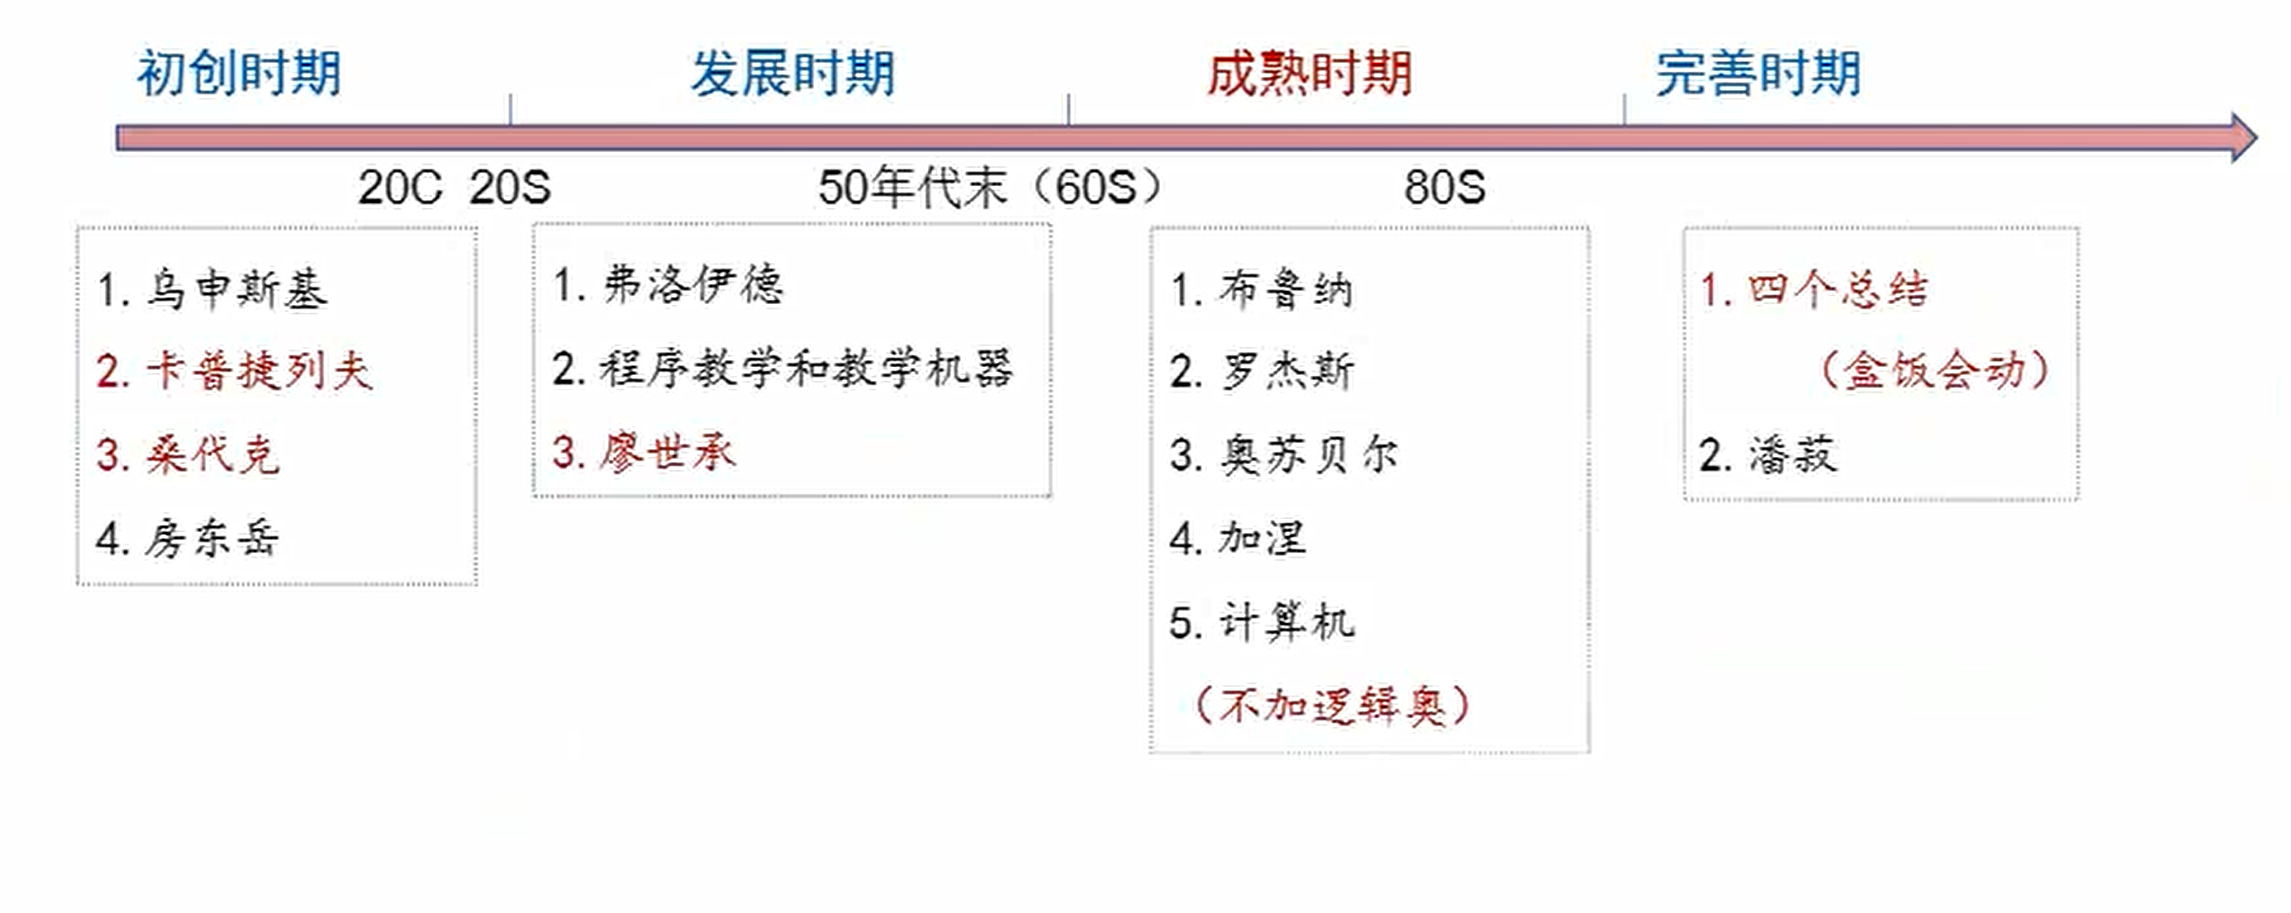 初创时期
发展时期
成熟时期
完善时期
20C 20S
50年代末（60S）
80S
1. 乌申斯基
2. 卡普捷列夫
3. 桑代克
4. 房东岳
1. 弗洛伊德
2. 程序教学和教学机器
3. 廖世承
1. 布鲁纳
2. 罗杰斯
3. 奥苏贝尔
4. 加涅
5. 计算机
（不加逻辑奥）
1. 四个总结
（盒饭会动）
2. 潘菽